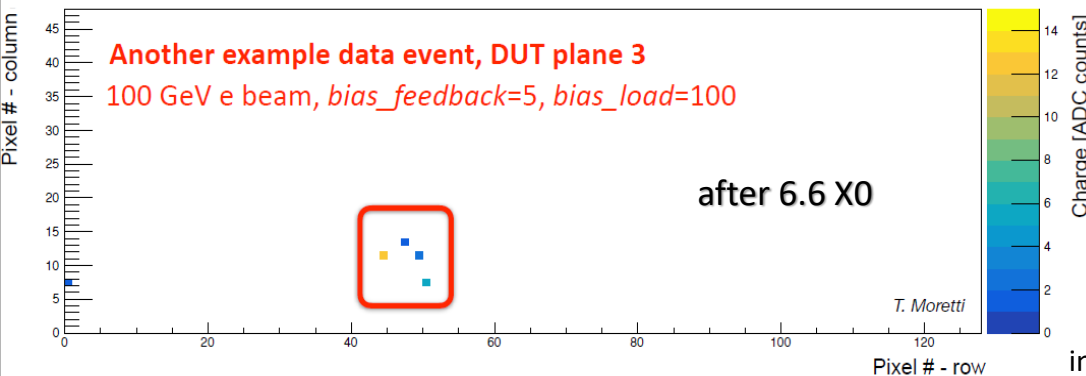 Another example data event, DUT plane 3
100 GeV e beam, bias_feedback=5, bias_load=100
after 6.6 X0
T. Moretti
Pixel # - column
45
40
35
30
25
20
15
10
5
0
0 20 40 60 80 100 120
Pixel # - row
14
12
10
8
6
4
2
0
Charge [ADC counts]
in